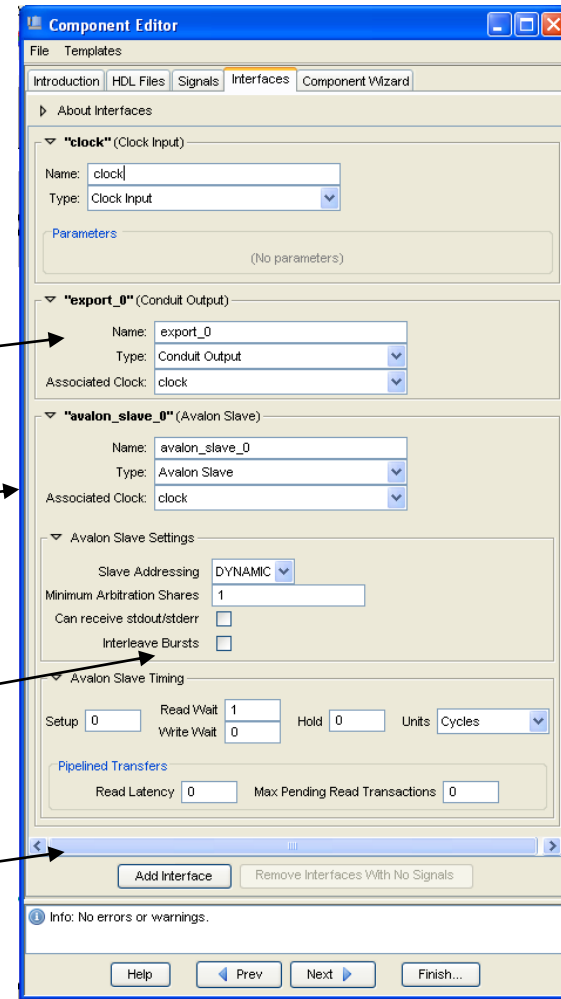 Component Editor
File Templates
Introduction HDL Files Signals Interfaces Component Wizard
About Interfaces
"clock" (Clock Input)
Name: clock
Type: Clock Input
Parameters
(No parameters)
"export_0" (Conduit Output)
Name: export_0
Type: Conduit Output
Associated Clock: clock
"avalon_slave_0" (Avalon Slave)
Name: avalon_slave_0
Type: Avalon Slave
Associated Clock: clock
Avalon Slave Settings
Slave Addressing DYNAMIC
Minimum Arbitration Shares 1
Can receive stdout/stderr
Interleave Bursts
Avalon Slave Timing
Setup 0 Read Wait 1 Hold 0 Units Cycles
Write Wait 0
Pipelined Transfers
Read Latency 0 Max Pending Read Transactions 0
Add Interface Remove Interfaces With No Signals
Info: No errors or warnings.
Help Prev Next Finish...